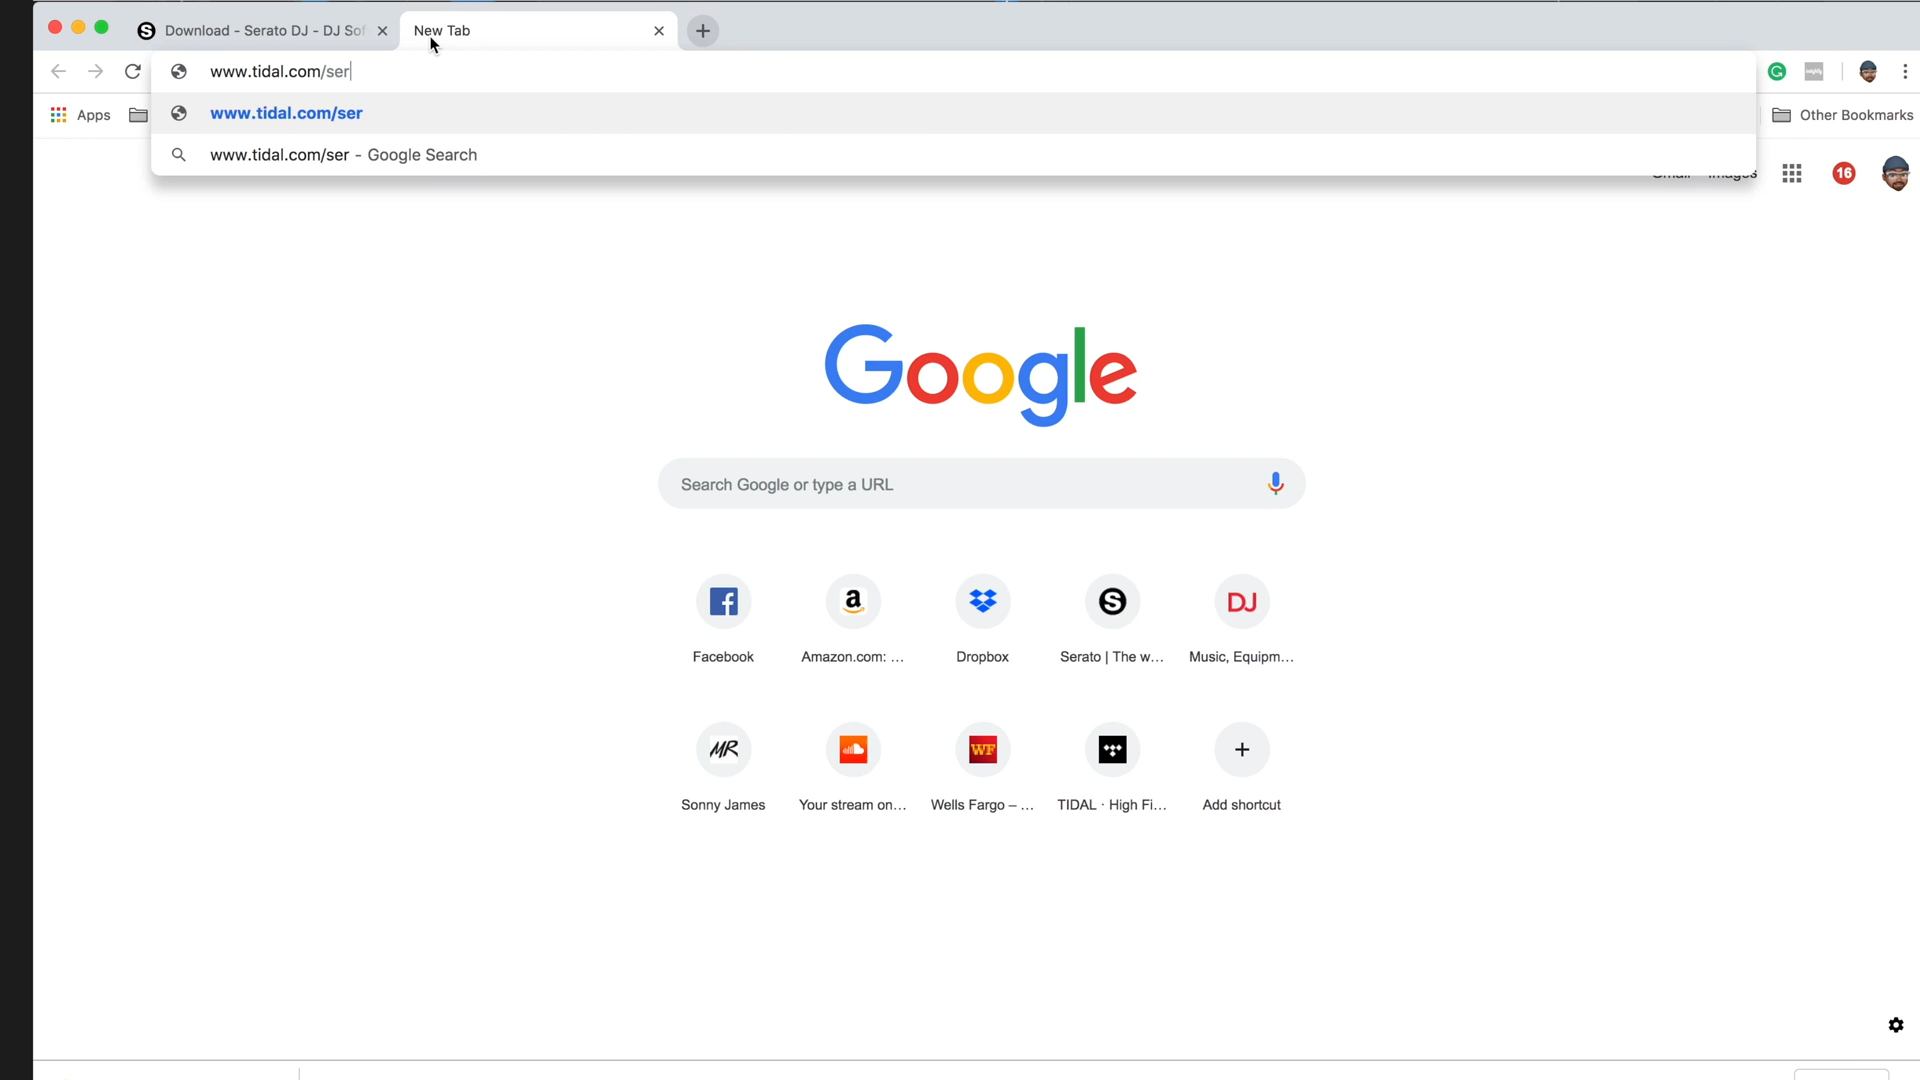 Download - Serato DJ - DJ Sof
New Tab
www.tidal.com/ser
Apps
www.tidal.com/ser
Other Bookmarks
www.tidal.com/ser - Google Search
Gmail Images
16
Google
Search Google or type a URL
a
S
DJ
Facebook
Amazon.com: ...
Dropbox
Serato | The w...
Music, Equipm...
MR
WF
Sonny James
Your stream on...
Wells Fargo – ...
TIDAL · High Fi...
Add shortcut